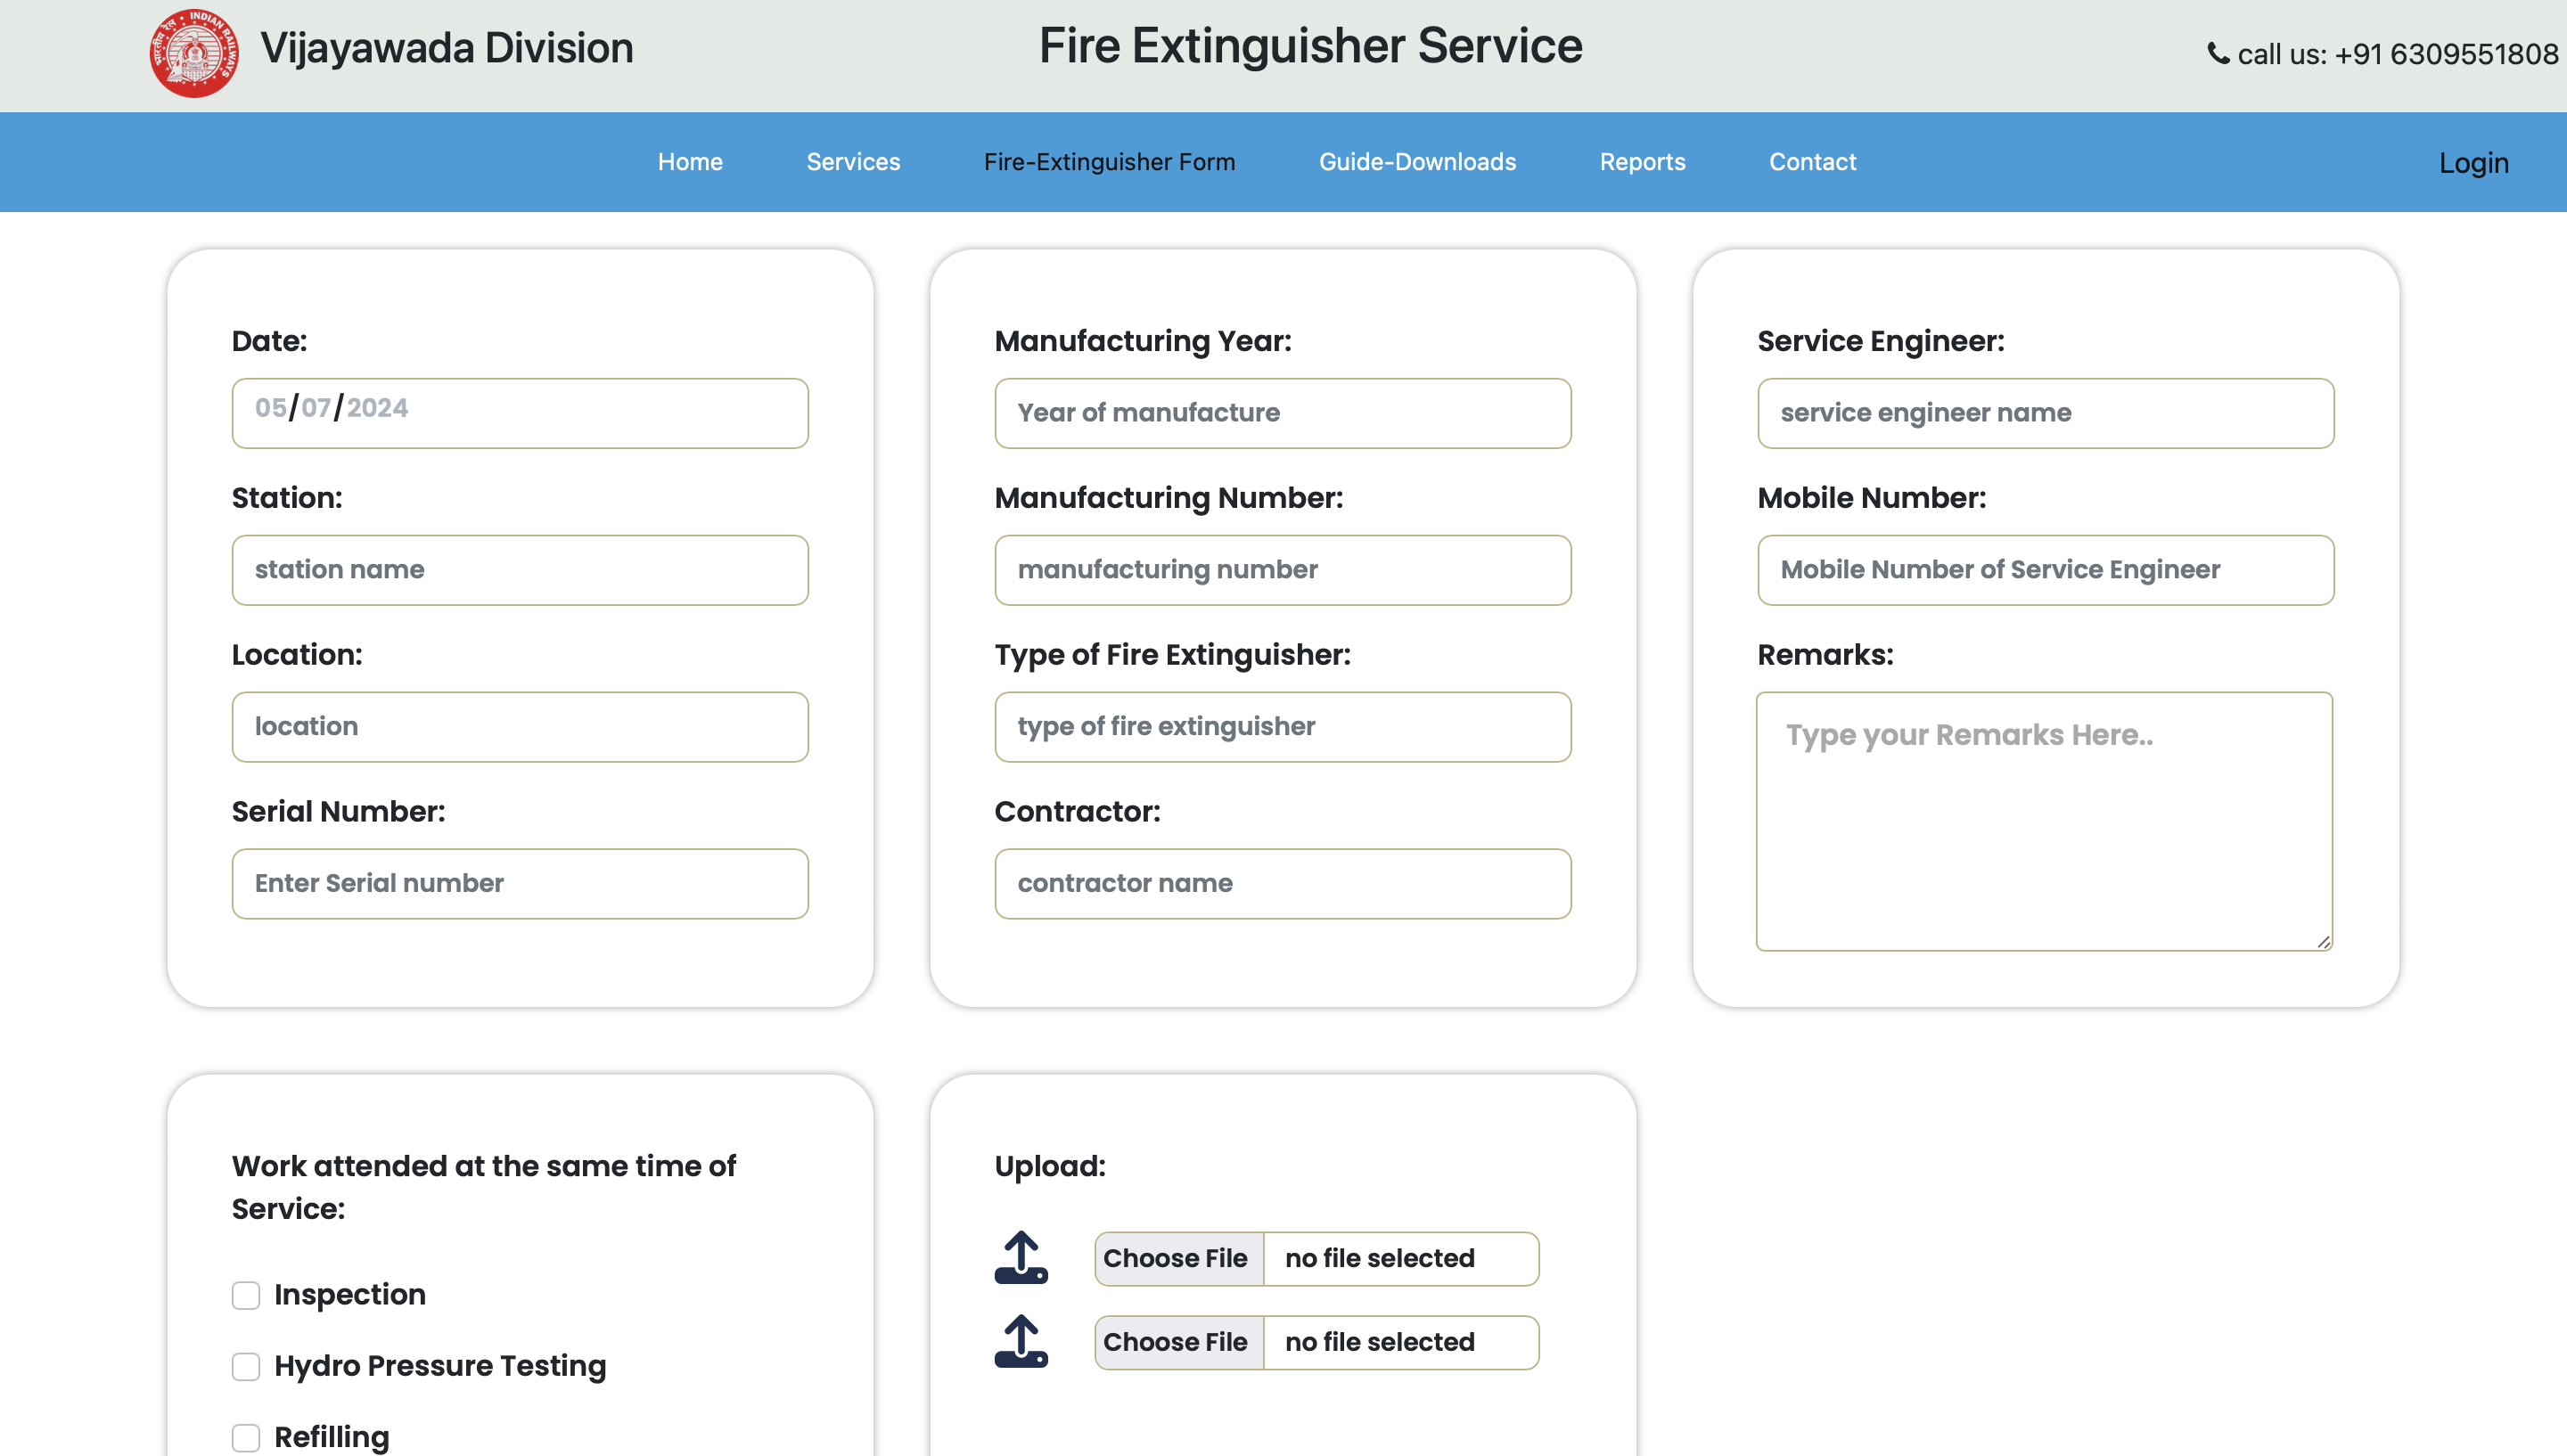 भारतीय रेल • INDIAN RAILWAYS
Vijayawada Division
Fire Extinguisher Service
call us: +91 6309551808
Home Services Fire-Extinguisher Form Guide-Downloads Reports Contact Login
Date:
05/07/2024
Station:
station name
Location:
location
Serial Number:
Enter Serial number
Manufacturing Year:
Year of manufacture
Manufacturing Number:
manufacturing number
Type of Fire Extinguisher:
type of fire extinguisher
Contractor:
contractor name
Service Engineer:
service engineer name
Mobile Number:
Mobile Number of Service Engineer
Remarks:
Type your Remarks Here..
Work attended at the same time of
Service:
Inspection
Hydro Pressure Testing
Refilling
Upload:
Choose File no file selected
Choose File no file selected